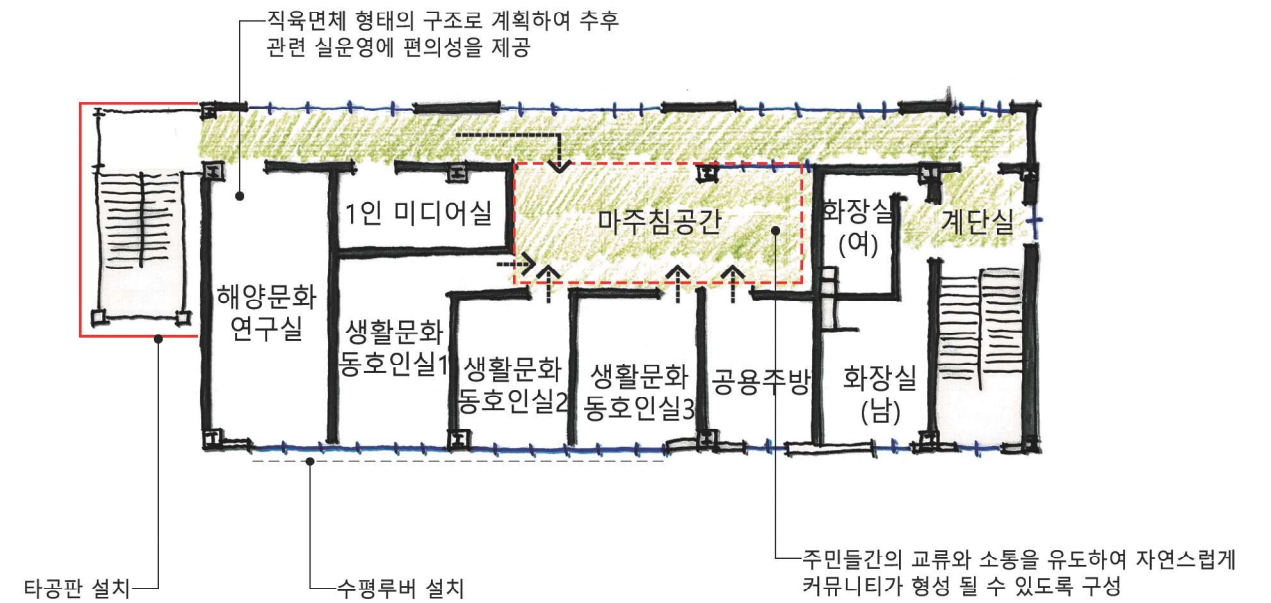 직육면체 형태의 구조로 계획하여 추후
관련 실운영에 편의성을 제공
1인 미디어실
마주침공간
화장실
(여)
계단실
해양문화
연구실
생활문화
동호인실1
생활문화
동호인실2
생활문화
동호인실3
공용주방
화장실
(남)
타공판 설치
수평루버 설치
주민들간의 교류와 소통을 유도하여 자연스럽게
커뮤니티가 형성 될 수 있도록 구성